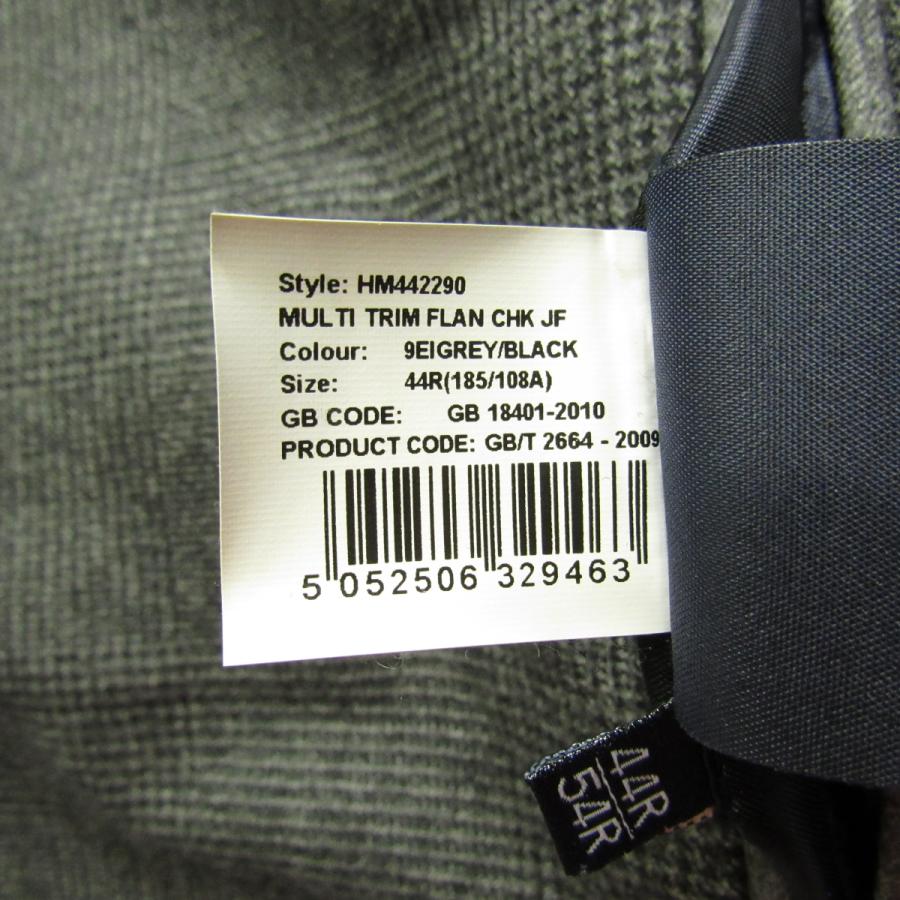 Style: HM442290
MULTI TRIM FLAN CHK JF
Colour: 9EIGREY/BLACK
Size: 44R(185/108A)
GB CODE: GB 18401-2010
PRODUCT CODE: GB/T 2664 - 2009
5 052506 329463
44R
54R